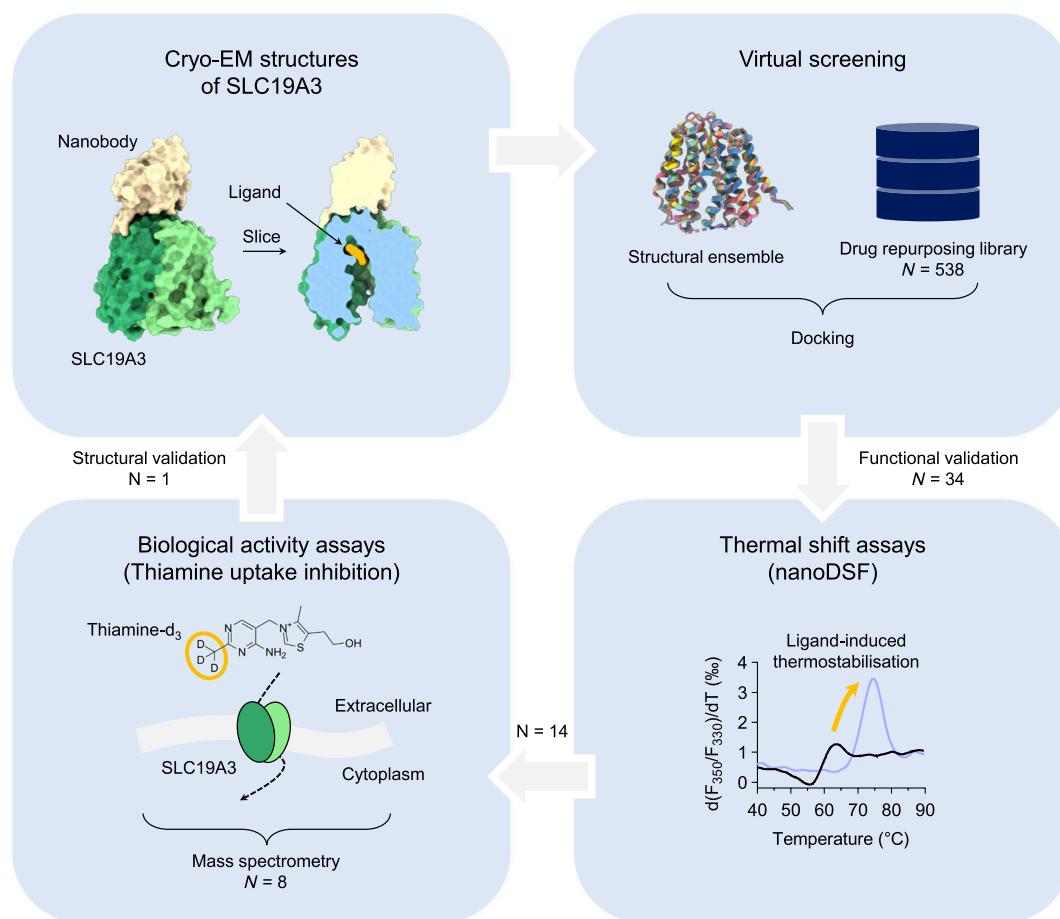 Cryo-EM structures
of SLC19A3
Nanobody
Ligand
Slice
SLC19A3
Virtual screening
Structural ensemble
Drug repurposing library
N = 538
Docking
Structural validation
N = 1
Functional validation
N = 34
Biological activity assays
(Thiamine uptake inhibition)
Thiamine-d₃
D
D
D
N
N
NH₂
N⁺
S
OH
Extracellular
SLC19A3
Cytoplasm
Mass spectrometry
N = 8
N = 14
Thermal shift assays
(nanoDSF)
Ligand-induced
thermostabilisation
d(F₃₅₀/F₃₃₀)/dT (‰)
4
3
2
1
0
40 50 60 70 80 90
Temperature (°C)